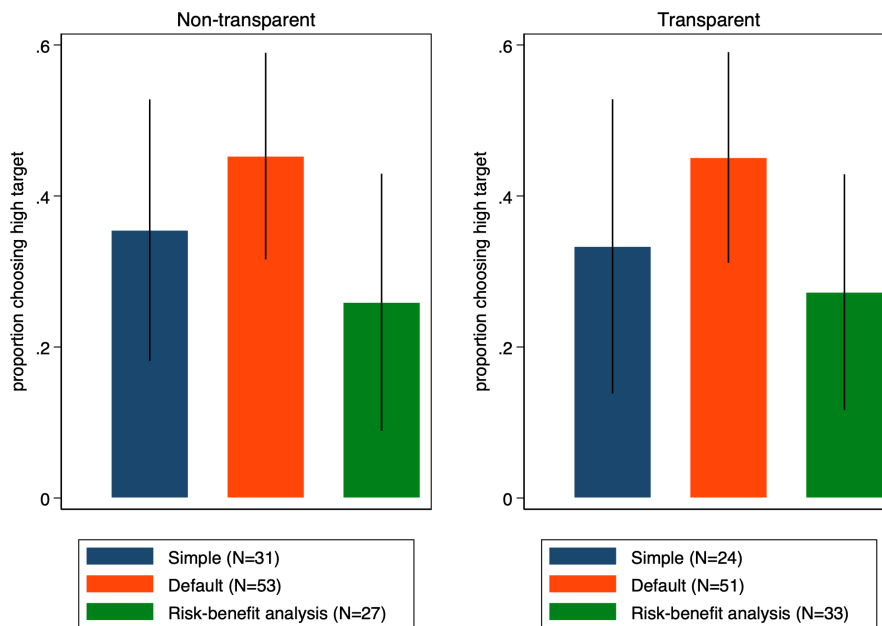 Non-transparent
.6
.4
.2
0
proportion choosing high target
Simple (N=31)
Default (N=53)
Risk-benefit analysis (N=27)
Transparent
.6
.4
.2
0
proportion choosing high target
Simple (N=24)
Default (N=51)
Risk-benefit analysis (N=33)